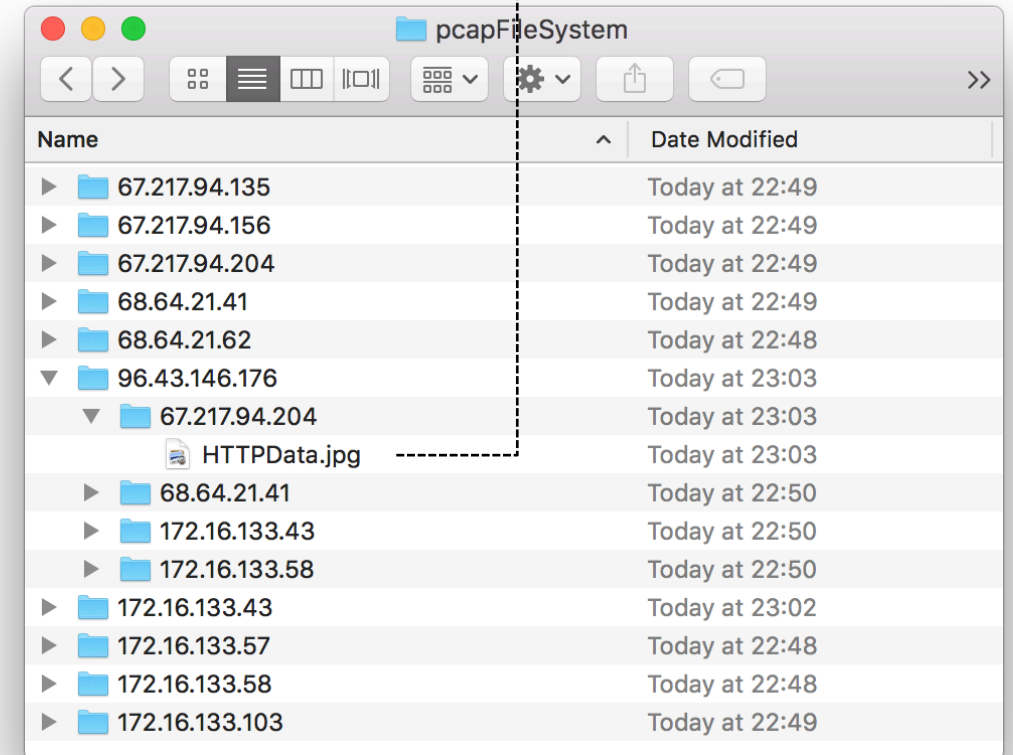 pcapFileSystem
Name Date Modified
67.217.94.135 Today at 22:49
67.217.94.156 Today at 22:49
67.217.94.204 Today at 22:49
68.64.21.41 Today at 22:49
68.64.21.62 Today at 22:48
96.43.146.176 Today at 23:03
67.217.94.204 Today at 23:03
HTTPData.jpg Today at 23:03
68.64.21.41 Today at 22:50
172.16.133.43 Today at 22:50
172.16.133.58 Today at 22:50
172.16.133.43 Today at 23:02
172.16.133.57 Today at 22:48
172.16.133.58 Today at 22:48
172.16.133.103 Today at 22:49